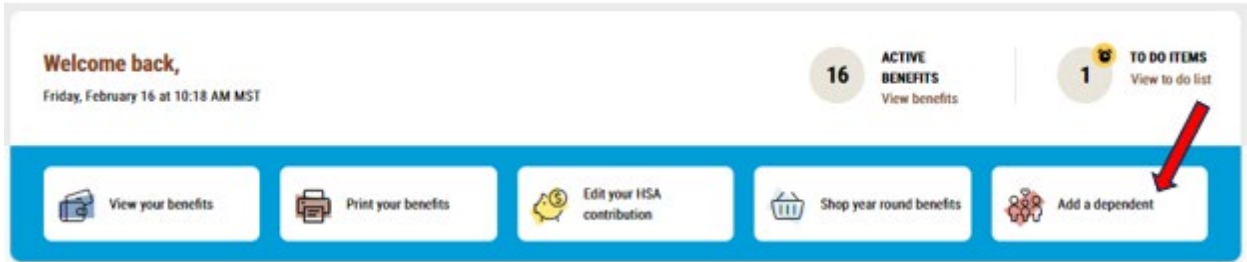 Welcome back,
Friday, February 16 at 10:18 AM MST
16
ACTIVE
BENEFITS
View benefits
1
TO DO ITEMS
View to do list
View your benefits
Print your benefits
Edit your HSA
contribution
Shop year round benefits
Add a dependent